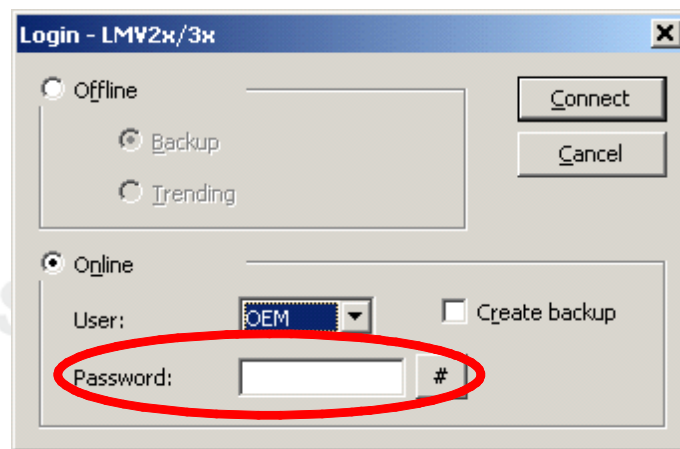 Login - LMV2x/3x
Offline
Connect
Backup
Cancel
Trending
Online
User: OEM Create backup
Password: #